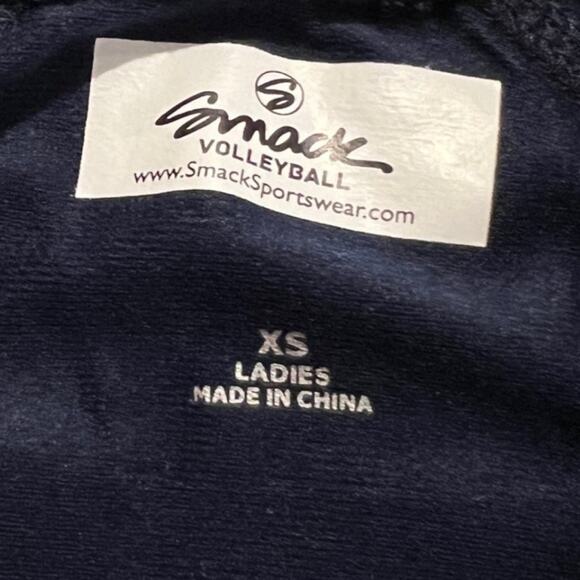 S
Smack
VOLLEYBALL
www.SmackSportswear.com
XS
LADIES
MADE IN CHINA